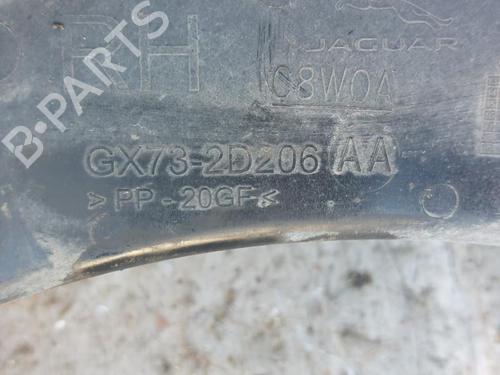 RH
JAGUAR
C8W0A
GX73-2D206 AA
> PP - 20GF <
B-PARTS